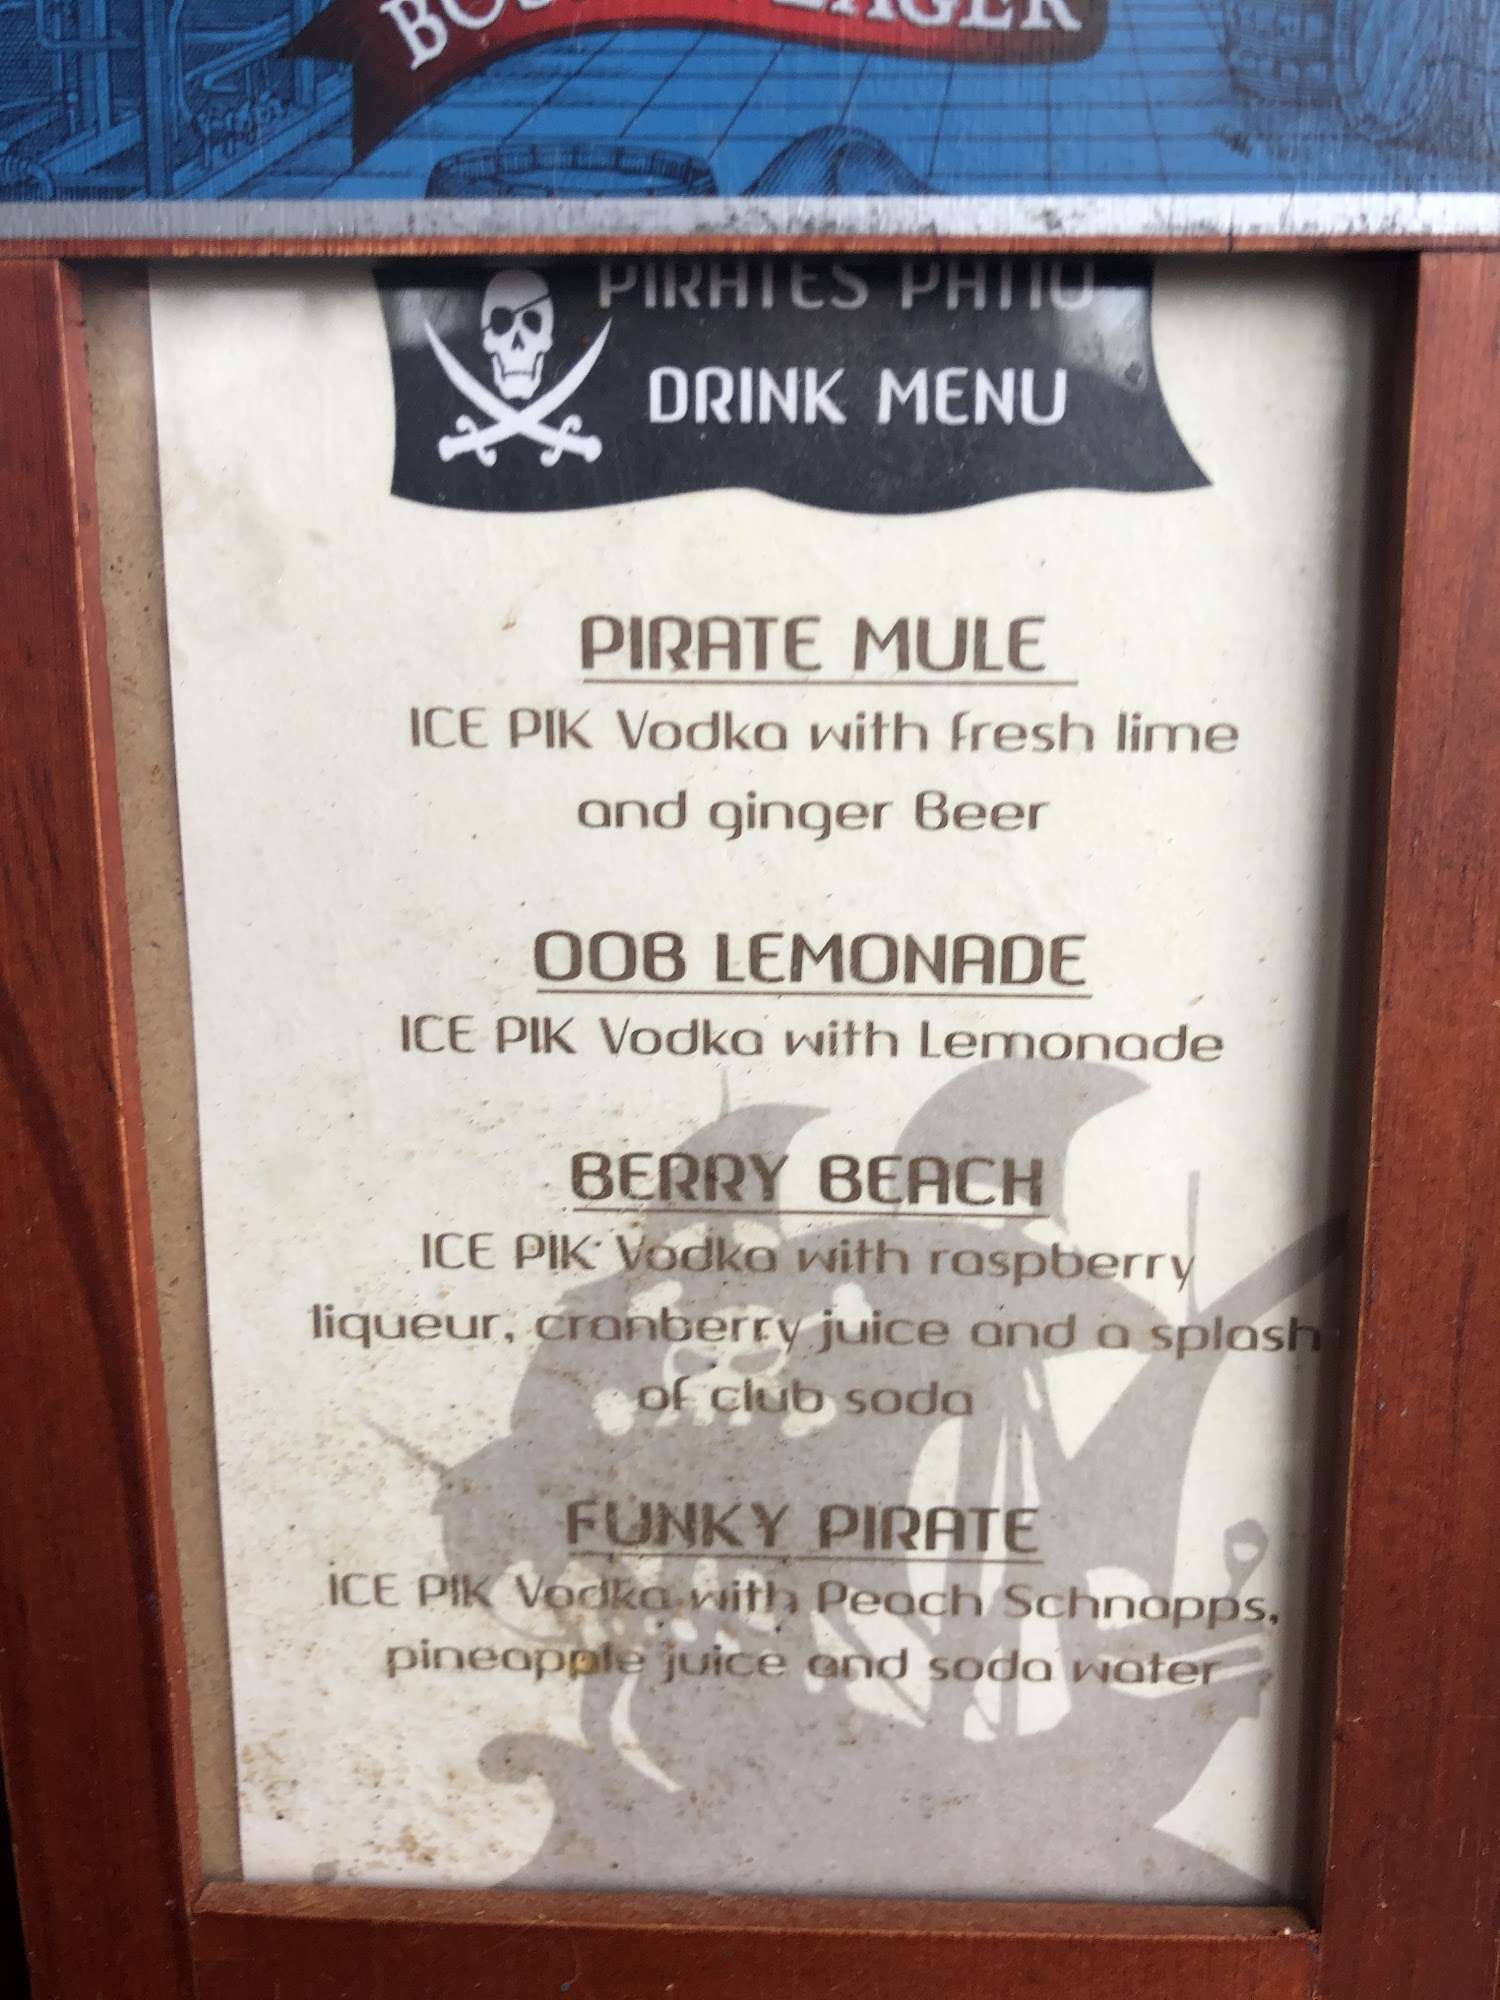 LAGER
PIRATES PATIO
DRINK MENU
PIRATE MULE
ICE PIK Vodka with fresh lime
and ginger Beer
OOB LEMONADE
ICE PIK Vodka with Lemonade
BERRY BEACH
ICE PIK Vodka with raspberry
liqueur, cranberry juice and a splash
of club soda
FUNKY PIRATE
ICE PIK Vodka with Peach Schnapps,
pineapple juice and soda water